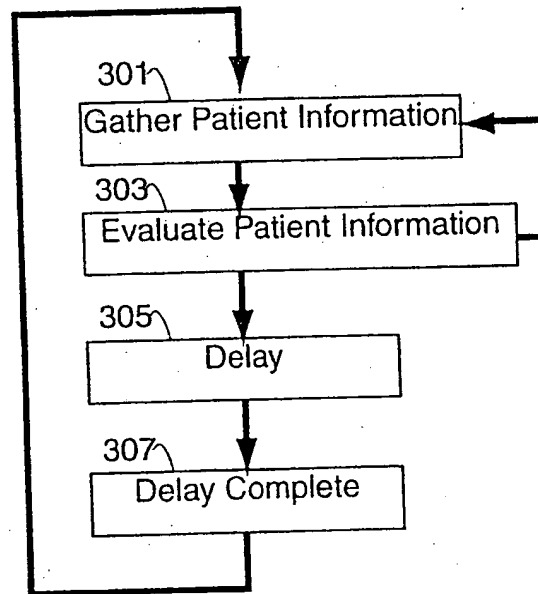 301
Gather Patient Information
303
Evaluate Patient Information
305
Delay
307
Delay Complete